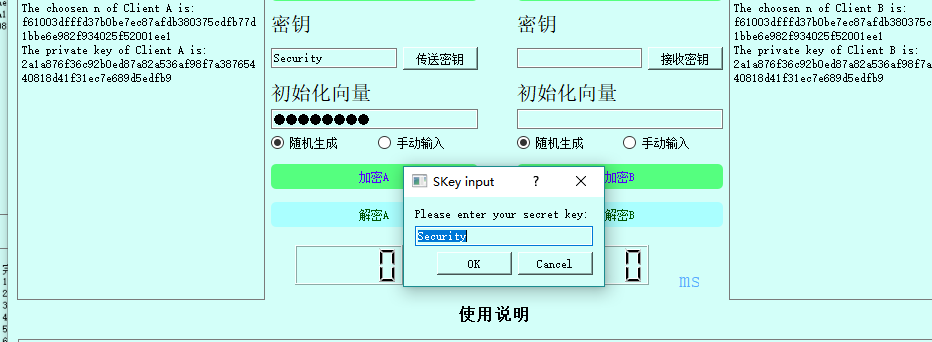 The choosen n of Client A is:
f61003dfffd37b0be7ec87afdb380375cdfb77d
1bbe6e982f934025f52001ee1
The private key of Client A is:
2a1a876f36c92b0ed87a82a536af98f7a387654
40818d41f31ec7e689d5edfb9
密钥
Security
传送密钥
初始化向量
随机生成
手动输入
加密A
解密A
0
密钥
接收密钥
初始化向量
随机生成
手动输入
加密B
解密B
0
ms
The choosen n of Client B is:
f61003dfffd37b0be7ec87afdb380375
1bbe6e982f934025f52001ee1
The private key of Client B is:
2a1a876f36c92b0ed87a82a536af98f7a
40818d41f31ec7e689d5edfb9
SKey input
?
Please enter your secret key:
Security
OK
Cancel
使用说明